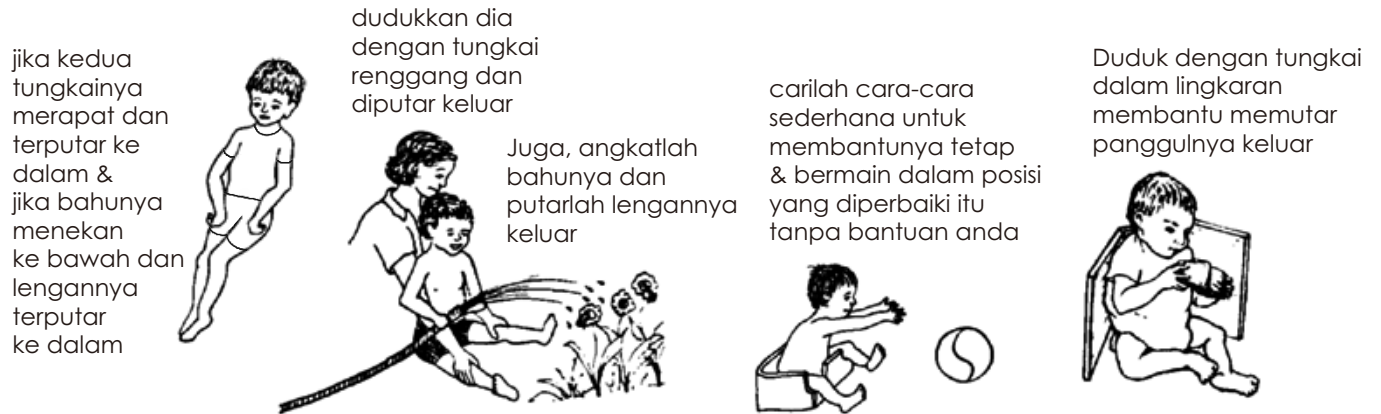 jika kedua
tungkainya
merapat dan
terputar ke
dalam &
jika bahunya
menekan
ke bawah dan
lengannya
terputar
ke dalam
dudukkan dia
dengan tungkai
renggang dan
diputar keluar
Juga, angkatlah
bahunya dan
putarlah lengannya
keluar
carilah cara-cara
sederhana untuk
membantunya tetap
& bermain dalam posisi
yang diperbaiki itu
tanpa bantuan anda
Duduk dengan tungkai
dalam lingkaran
membantu memutar
panggulnya keluar